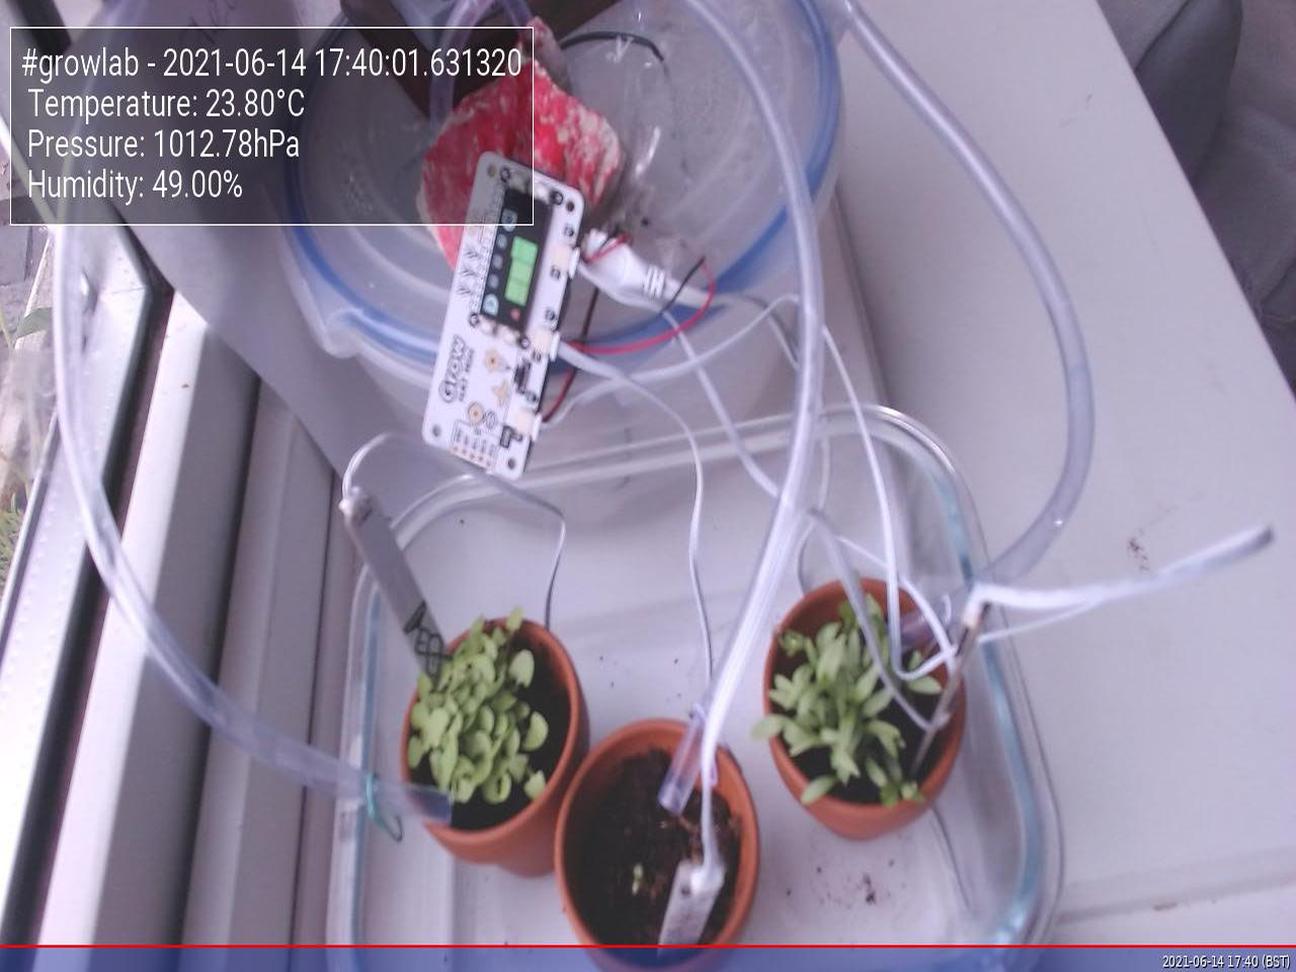 #growlab - 2021-06-14 17:40:01.631320
Temperature: 23.80°C
Pressure: 1012.78hPa
Humidity: 49.00%
Grow
2021-06-14 17:40 (BST)